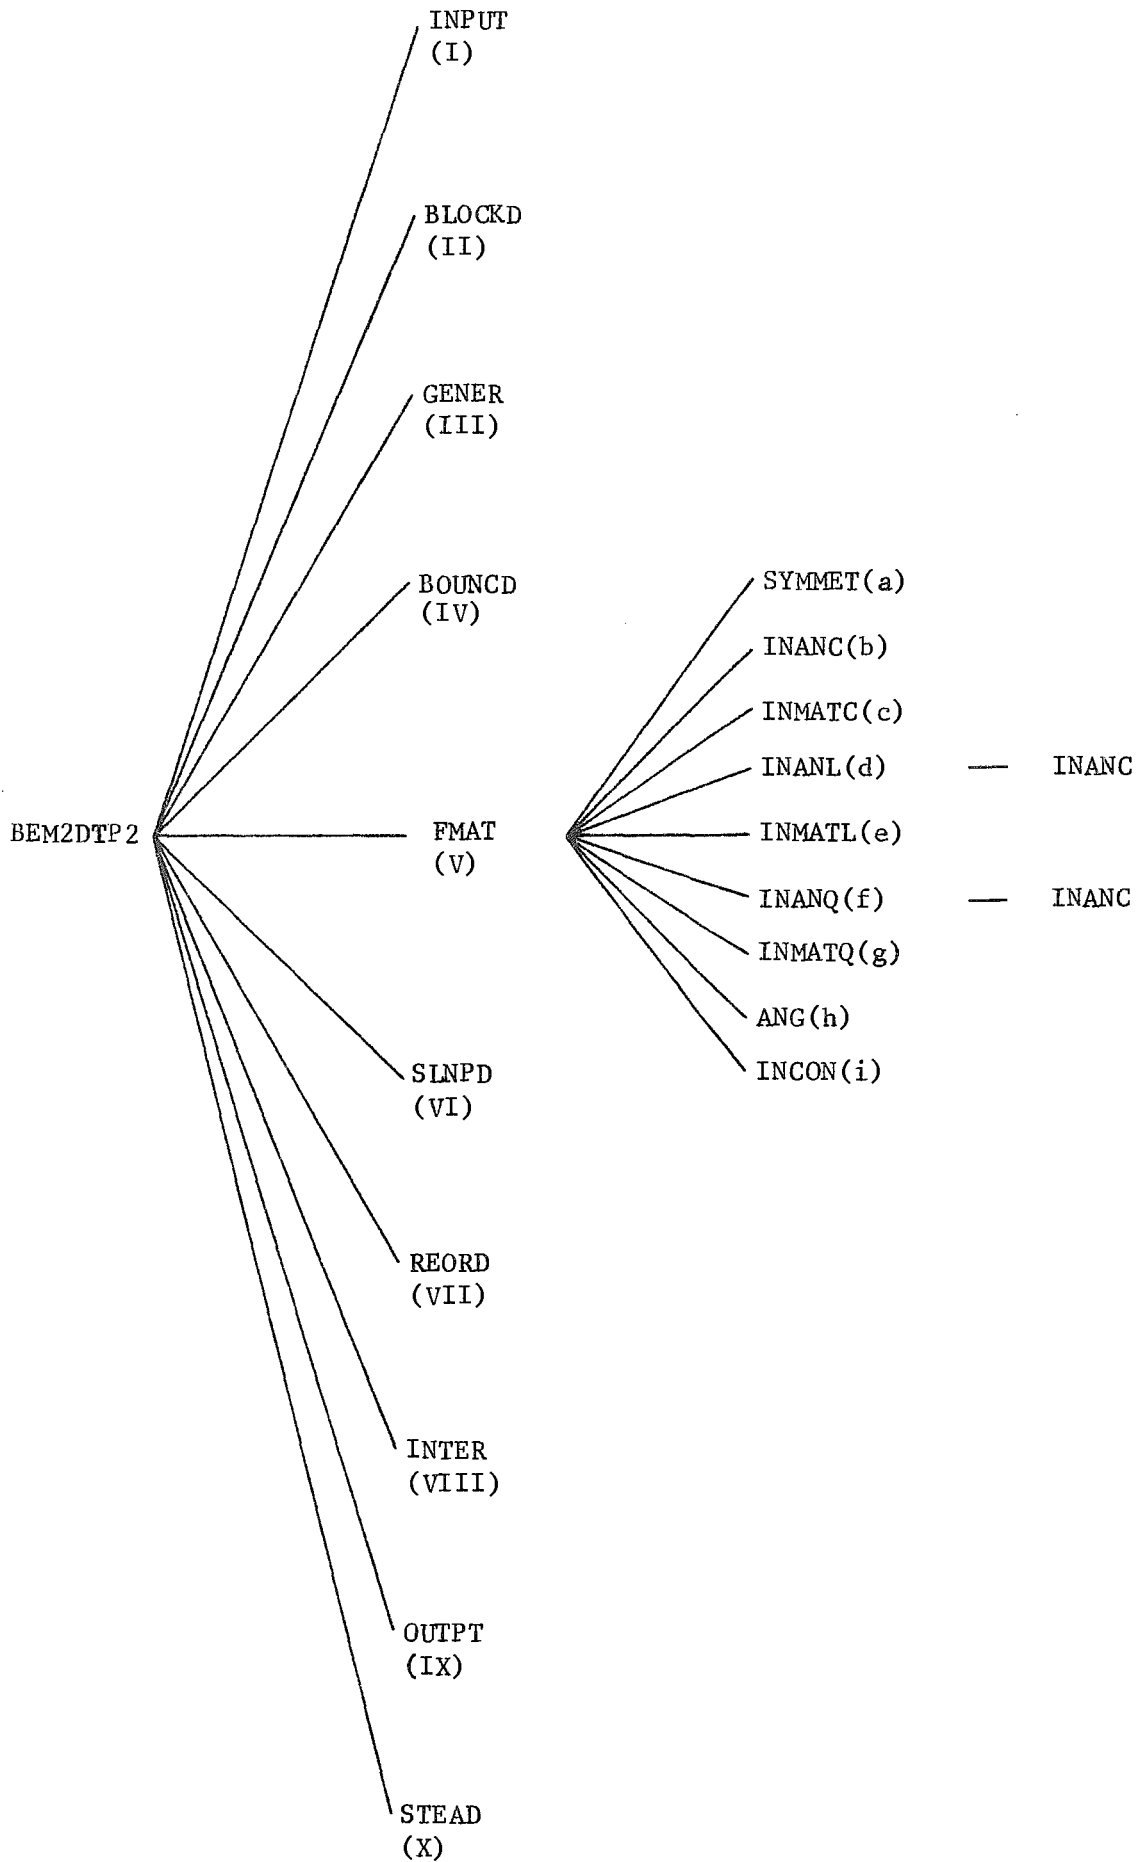 INPUT
(I)
BLOCKD
(II)
GENER
(III)
BOUNCD
(IV)
BEM2DTP2
FMAT
(V)
SYMMET(a)
INANC(b)
INMATC(c)
INANL(d) — INANC
INMATL(e)
INANQ(f) — INANC
INMATQ(g)
ANG(h)
INCON(i)
SLNPD
(VI)
REORD
(VII)
INTER
(VIII)
OUTPT
(IX)
STEAD
(X)